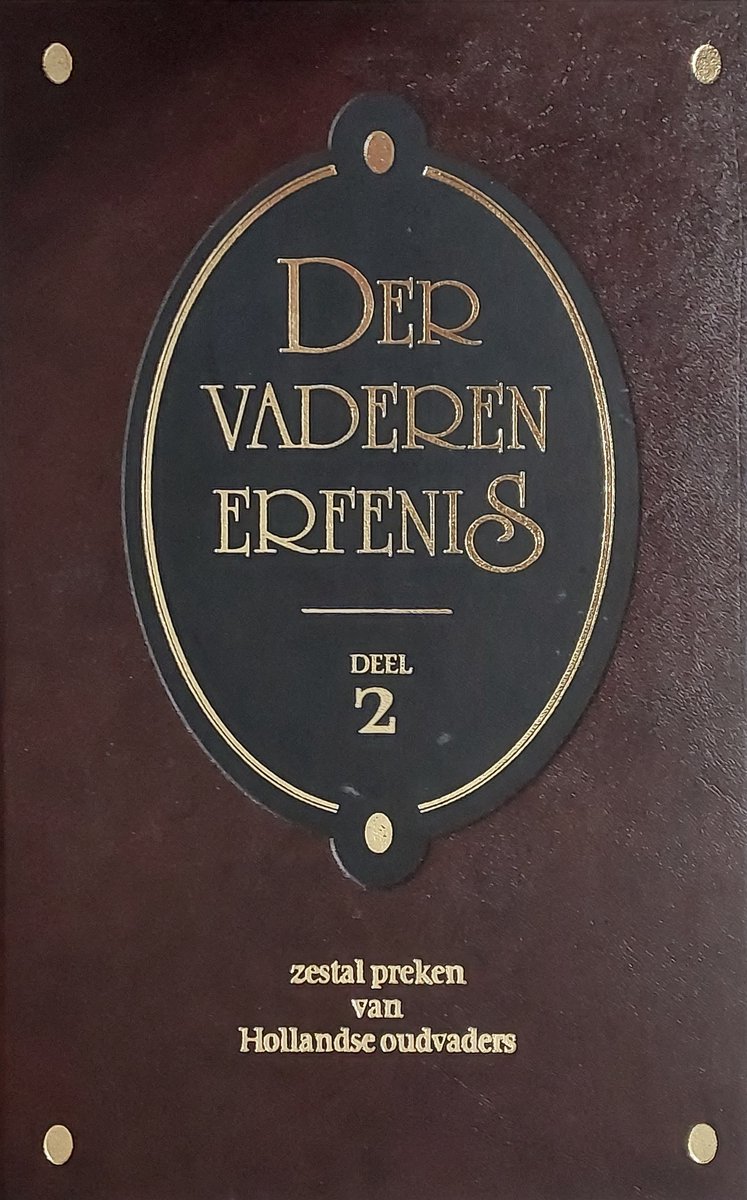 DER
VADEREN
ERFENIS
DEEL
2
zestal preken
van
Hollandse oudvaders